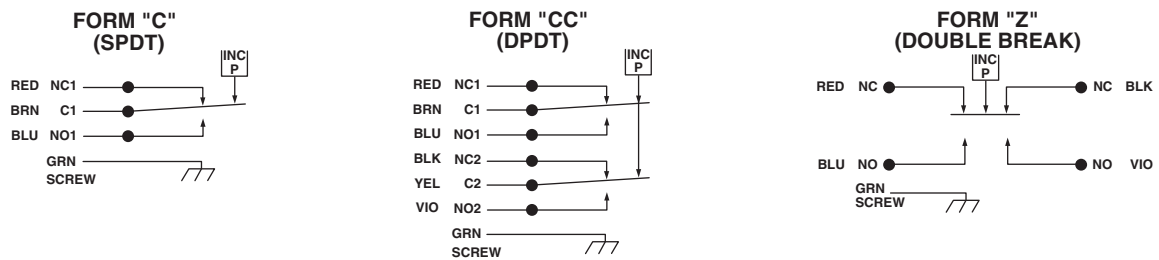 FORM "C"
(SPDT)
INC
P
RED NC1
BRN C1
BLU NO1
GRN
SCREW
FORM "CC"
(DPDT)
INC
P
RED NC1
BRN C1
BLU NO1
BLK NC2
YEL C2
VIO NO2
GRN
SCREW
FORM "Z"
(DOUBLE BREAK)
INC
P
RED NC
NC BLK
BLU NO
NO VIO
GRN
SCREW